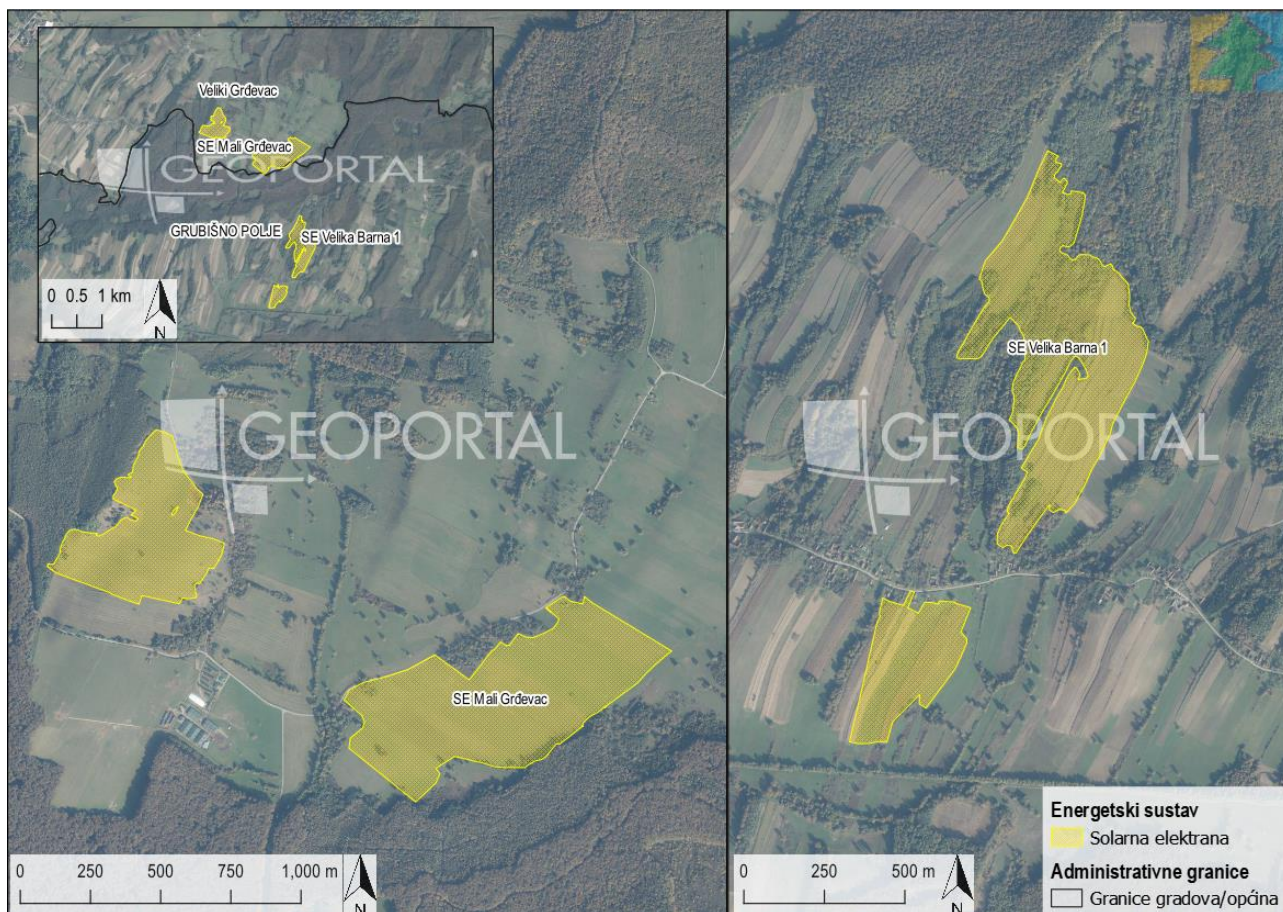 Veliki Grđevac
SE Mali Grđevac
GEOPORTAL
GRUBIŠNO POLJE
SE Velika Barna 1
0 0.5 1 km
N
GEOPORTAL
SE Mali Grđevac
0 250 500 750 1,000 m
N
SE Velika Barna 1
GEOPORTAL
0 250 500 m
N
Energetski sustav
Solarna elektrana
Administrativne granice
Granice gradova/općina